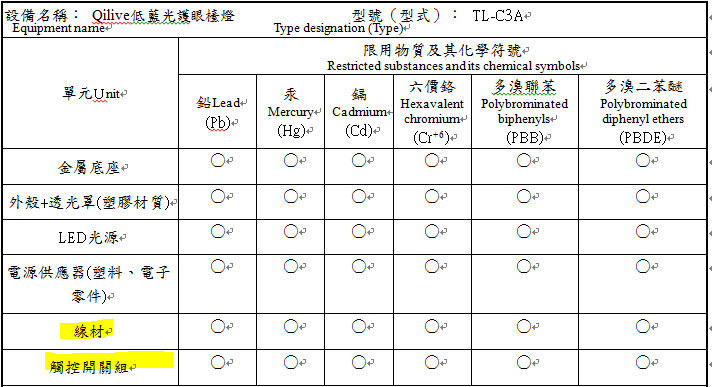 設備名稱： Qilive低藍光護眼檯燈 型號（型式）： TL-C3A
Equipment name Type designation (Type)
限用物質及其化學符號
Restricted substances and its chemical symbols
單元Unit
鉛Lead
(Pb)
汞
Mercury
(Hg)
鎘
Cadmium
(Cd)
六價鉻
Hexavalent
chromium
(Cr+6)
多溴聯苯
Polybrominated
biphenyls
(PBB)
多溴二苯醚
Polybrominated
diphenyl ethers
(PBDE)
金屬底座 ○ ○ ○ ○ ○ ○
外殼+透光罩(塑膠材質) ○ ○ ○ ○ ○ ○
LED光源 ○ ○ ○ ○ ○ ○
電源供應器(塑料、電子
零件) ○ ○ ○ ○ ○ ○
線材 ○ ○ ○ ○ ○ ○
觸控開關組 ○ ○ ○ ○ ○ ○